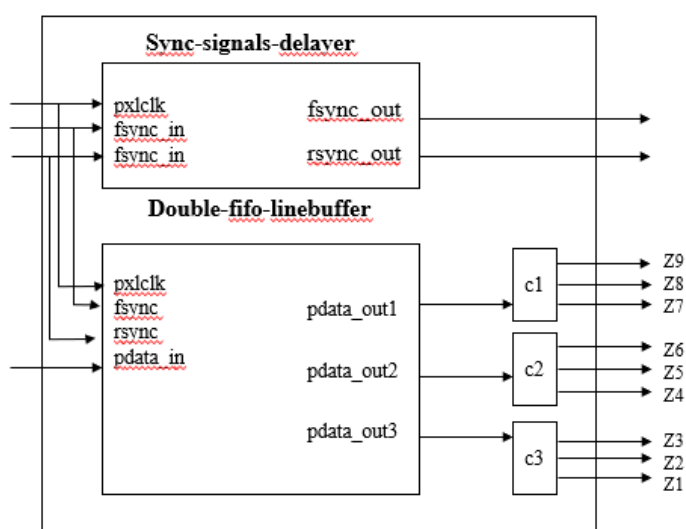 Sync-signals-delayer
pxlclk
fsync_out
fsync_in
fsync_in
rsync_out
Double-fifo-linebuffer
pxlclk
fsync
rsync
pdata_in
pdata_out1
pdata_out2
pdata_out3
c1
c2
c3
Z9
Z8
Z7
Z6
Z5
Z4
Z3
Z2
Z1